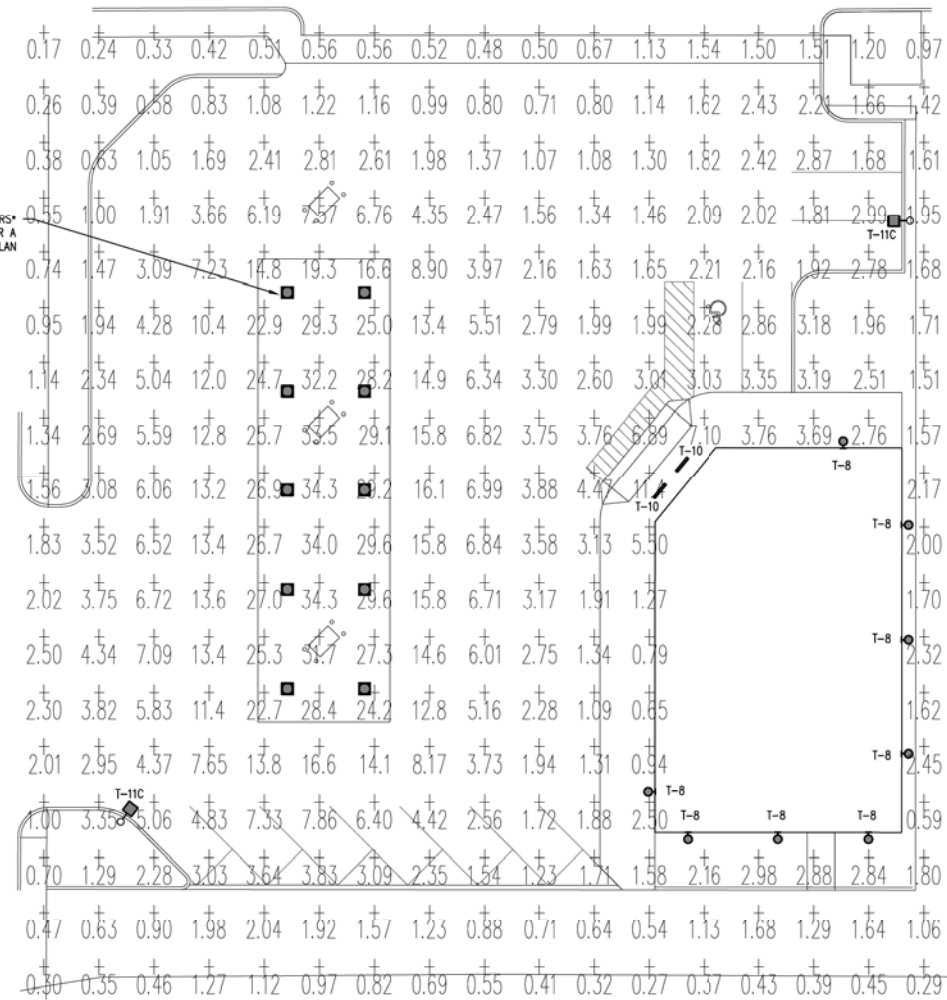 0.17 0.24 0.33 0.42 0.51 0.56 0.56 0.52 0.48 0.50 0.67 1.13 1.54 1.50 1.51 1.20 0.97
0.26 0.39 0.58 0.83 1.08 1.22 1.16 0.99 0.80 0.71 0.80 1.14 1.62 2.43 2.21 1.66 1.42
0.38 0.63 1.05 1.69 2.41 2.81 2.61 1.98 1.37 1.07 1.08 1.30 1.82 2.42 2.87 1.68 1.61
RS*
R A
LAN
1.00 1.91 3.66 6.19 6.76 4.35 2.47 1.56 1.34 1.46 2.09 2.02 1.81 2.99 1.95
T-11C
0.74 1.47 3.09 7.23 14.8 19.3 16.6 8.90 3.97 2.16 1.63 1.65 2.21 2.16 1.92 2.78 1.68
0.95 1.94 4.28 10.4 22.9 29.3 25.0 13.4 5.51 2.79 1.99 1.99 2.86 3.18 1.96 1.71
1.14 2.34 5.04 12.0 24.7 32.2 28.2 14.9 6.34 3.30 2.60 3.01 3.03 3.35 3.19 2.51 1.51
1.34 2.69 5.59 12.8 25.7 29.1 15.8 6.82 3.75 3.76 6.89 7.10 3.76 3.69 2.76 1.57
T-10
T-8
1.56 3.08 6.06 13.2 26.9 34.3 29.2 16.1 6.99 3.88 4.47 2.17
T-10
T-8
1.83 3.52 6.52 13.4 26.7 34.0 29.6 15.8 6.84 3.58 3.13 5.50 2.00
2.02 3.75 6.72 13.6 27.0 34.3 29.6 15.8 6.71 3.17 1.91 1.27 1.70
T-8
2.50 4.34 7.09 13.4 25.3 27.3 14.6 6.01 2.75 1.34 0.79 2.32
2.30 3.82 5.83 11.4 22.7 28.4 24.2 12.8 5.16 2.28 1.09 0.65 1.62
T-8
2.01 2.95 4.37 7.65 13.8 16.6 14.1 8.17 3.73 1.94 1.31 0.94 2.45
T-11C T-8
1.00 3.35 5.06 4.83 7.33 7.86 6.40 4.42 2.56 1.72 1.88 2.50 T-8 T-8 T-8 0.59
0.70 1.29 2.28 3.03 3.64 3.83 3.09 2.35 1.54 1.23 1.71 1.58 2.16 2.98 2.88 2.84 1.80
0.47 0.63 0.90 1.98 2.04 1.92 1.57 1.23 0.88 0.71 0.64 0.54 1.13 1.68 1.29 1.64 1.06
0.30 0.35 0.46 1.27 1.12 0.97 0.82 0.69 0.55 0.41 0.32 0.27 0.37 0.43 0.39 0.45 0.29